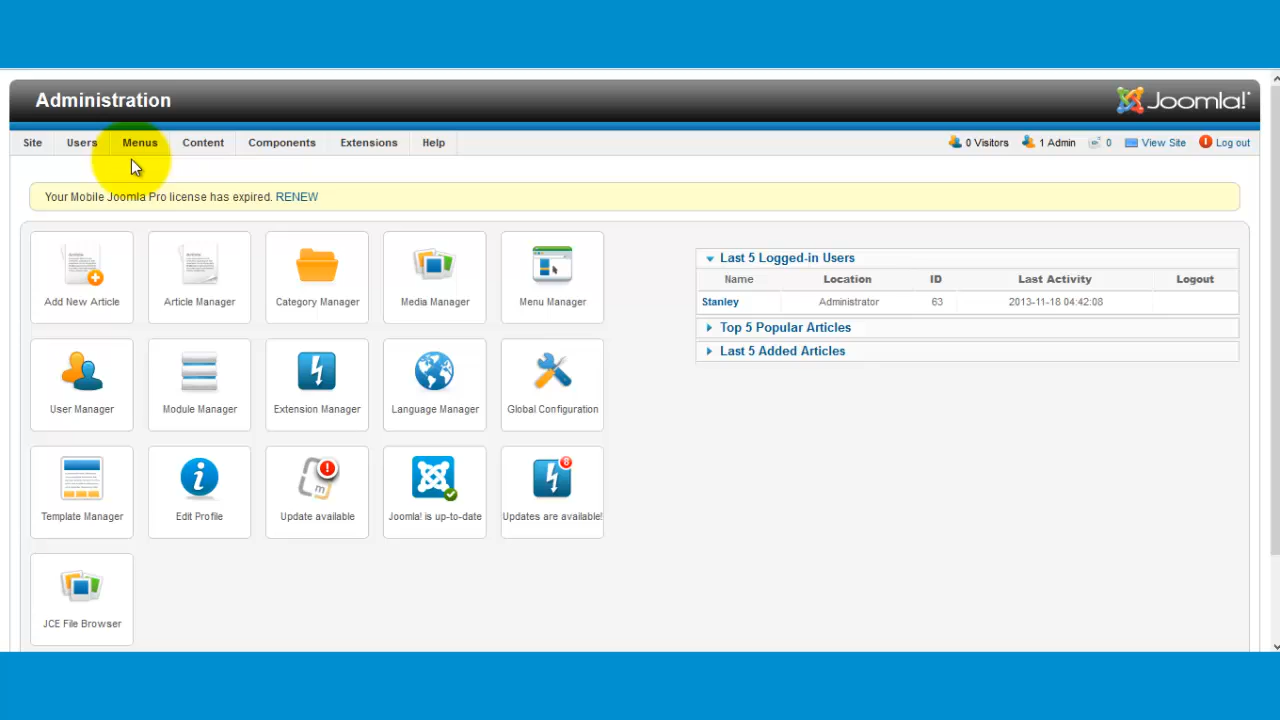 Administration
Joomla!
Site Users Menus Content Components Extensions Help
0 Visitors 1 Admin 0 View Site Log out
Your Mobile Joomla Pro license has expired. RENEW
Add New Article Article Manager Category Manager Media Manager Menu Manager
User Manager Module Manager Extension Manager Language Manager Global Configuration
Template Manager Edit Profile Update available Joomla! is up-to-date Updates are available!
JCE File Browser
Last 5 Logged-in Users
Name Location ID Last Activity Logout
Stanley Administrator 63 2013-11-18 04:42:08
Top 5 Popular Articles
Last 5 Added Articles